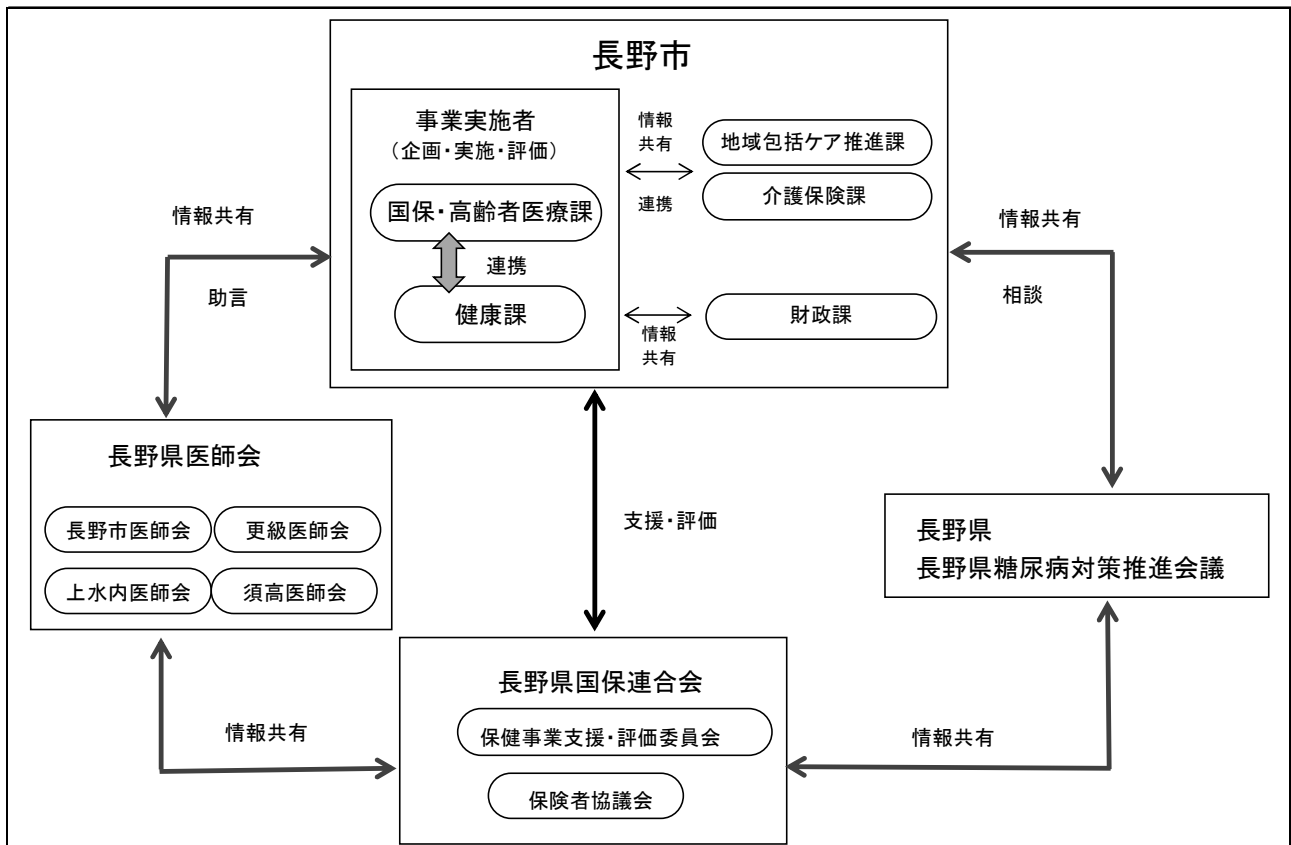 長野市
事業実施者
（企画・実施・評価）
国保・高齢者医療課
連携
健康課
情報
共有
連携
地域包括ケア推進課
介護保険課
情報
共有
財政課
情報共有
助言
情報共有
相談
長野県医師会
長野市医師会
更級医師会
上水内医師会
須高医師会
支援・評価
長野県
長野県糖尿病対策推進会議
長野県国保連合会
保健事業支援・評価委員会
保険者協議会
情報共有
情報共有